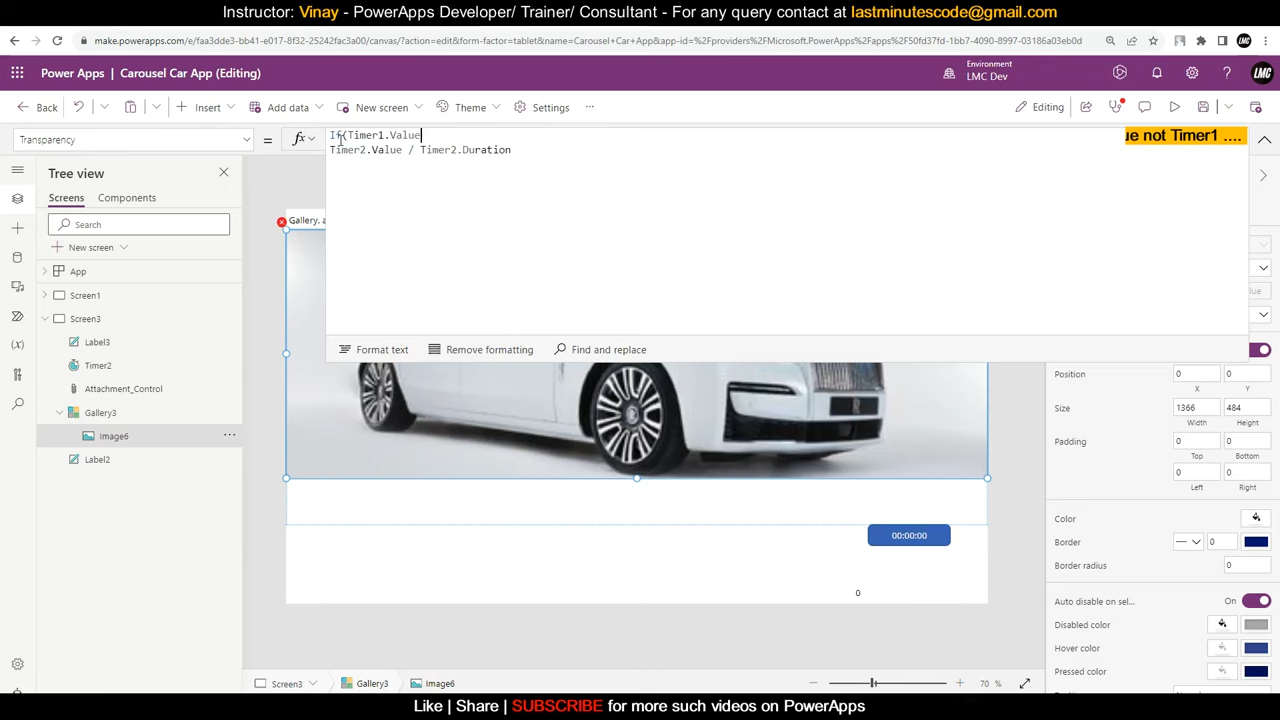 Instructor: Vinay - PowerApps Developer/ Trainer/ Consultant - For any query contact at lastminutescode@gmail.com
make.powerapps.com/e/faa3dde3-bb41-e017-8f32-25242fac3a00/canvas/?action=edit&form-factor=tablet&name=Carousel+Car+App&app-id=%2Fproviders%2FMicrosoft.PowerApps%2Fapps%2F50fd37fd-1bb7-4090-8997-03186a03eb0d
Power Apps | Carousel Car App (Editing)
Environment
LMC Dev
LMC
Back
Insert
Add data
New screen
Theme
Settings
Editing
Transparency
=
fx
If(Timer1.Value
Timer2.Value / Timer2.Duration
ue not Timer1 ....
Tree view
Screens
Components
Search
New screen
App
Screen1
Screen3
Label3
Timer2
Attachment_Control
Gallery3
Image6
Label2
Gallery, a
Format text
Remove formatting
Find and replace
00:00:00
0
ue
Position
0
0
X
Y
Size
1366
484
Width
Height
Padding
0
0
Top
Bottom
0
0
Left
Right
Color
Border
0
Border radius
0
Auto disable on sel...
On
Disabled color
Hover color
Pressed color
Screen3
Gallery3
Image6
70 %
Like | Share | SUBSCRIBE for more such videos on PowerApps